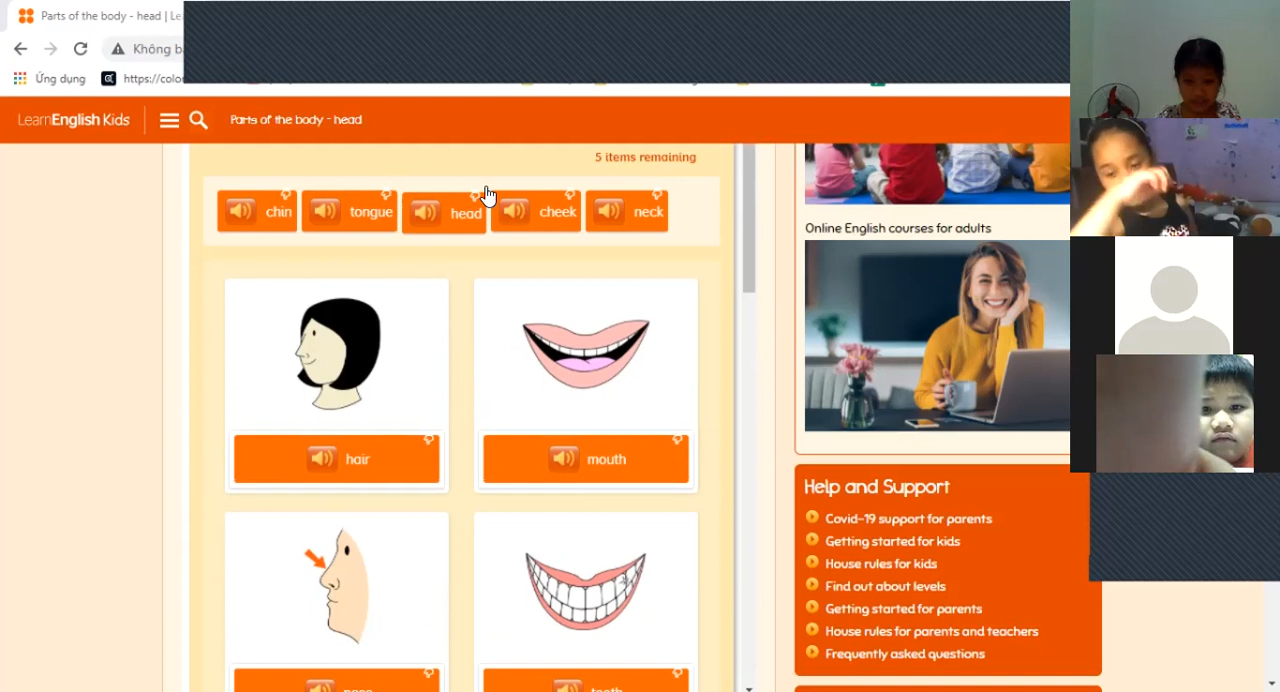 Parts of the body - head | Le
Không b
Ứng dụng
https://color
LearnEnglish Kids
Parts of the body - head
5 items remaining
chin
tongue
head
cheek
neck
Online English courses for adults
hair
mouth
nose
teeth
Help and Support
Covid-19 support for parents
Getting started for kids
House rules for kids
Find out about levels
Getting started for parents
House rules for parents and teachers
Frequently asked questions